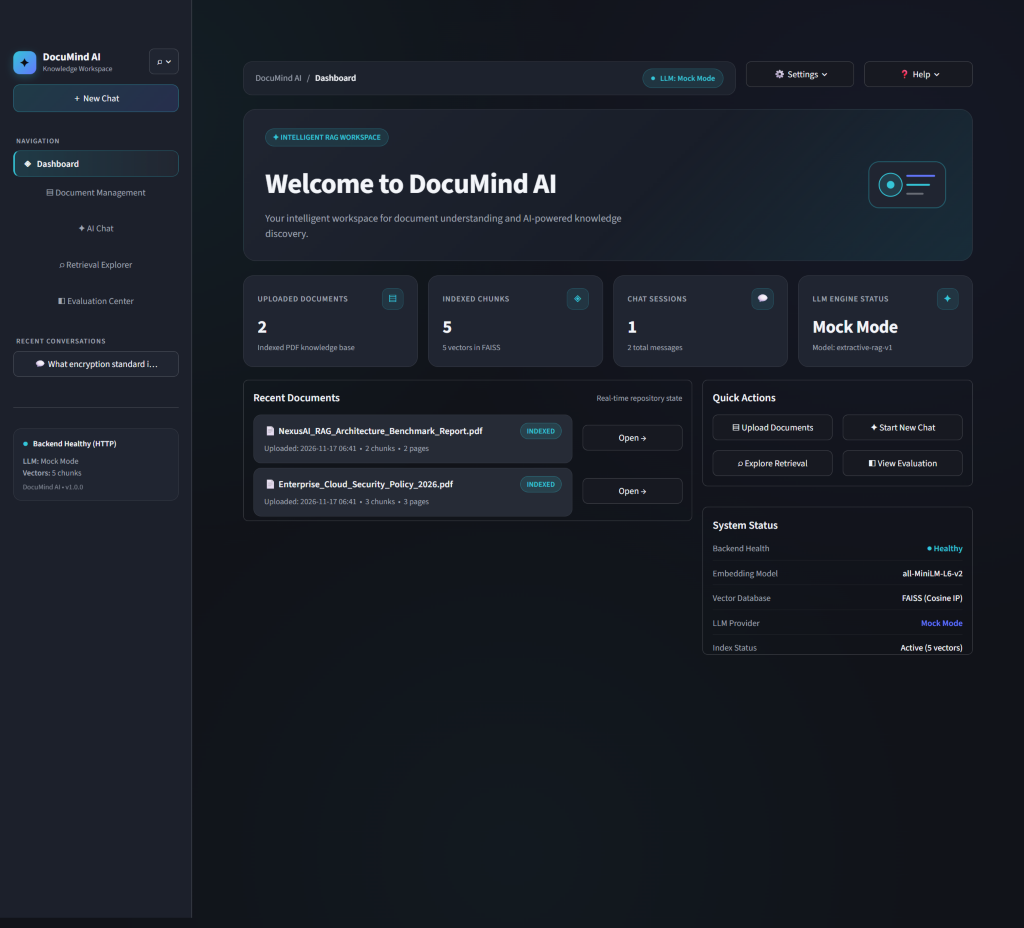 DocuMind AI
Knowledge Workspace
+ New Chat
NAVIGATION
Dashboard
Document Management
AI Chat
Retrieval Explorer
Evaluation Center
RECENT CONVERSATIONS
What encryption standard i...
Backend Healthy (HTTP)
LLM: Mock Mode
Vectors: 5 chunks
DocuMind AI • v1.0.0
DocuMind AI / Dashboard
LLM: Mock Mode
Settings
Help
INTELLIGENT RAG WORKSPACE
Welcome to DocuMind AI
Your intelligent workspace for document understanding and AI-powered knowledge
discovery.
UPLOADED DOCUMENTS
2
Indexed PDF knowledge base
INDEXED CHUNKS
5
5 vectors in FAISS
CHAT SESSIONS
1
2 total messages
LLM ENGINE STATUS
Mock Mode
Model: extractive-rag-v1
Recent Documents
Real-time repository state
NexusAI_RAG_Architecture_Benchmark_Report.pdf
INDEXED
Uploaded: 2026-11-17 06:41 • 2 chunks • 2 pages
Open →
Enterprise_Cloud_Security_Policy_2026.pdf
INDEXED
Uploaded: 2026-11-17 06:41 • 3 chunks • 3 pages
Open →
Quick Actions
Upload Documents
Start New Chat
Explore Retrieval
View Evaluation
System Status
Backend Health
Healthy
Embedding Model
all-MiniLM-L6-v2
Vector Database
FAISS (Cosine IP)
LLM Provider
Mock Mode
Index Status
Active (5 vectors)